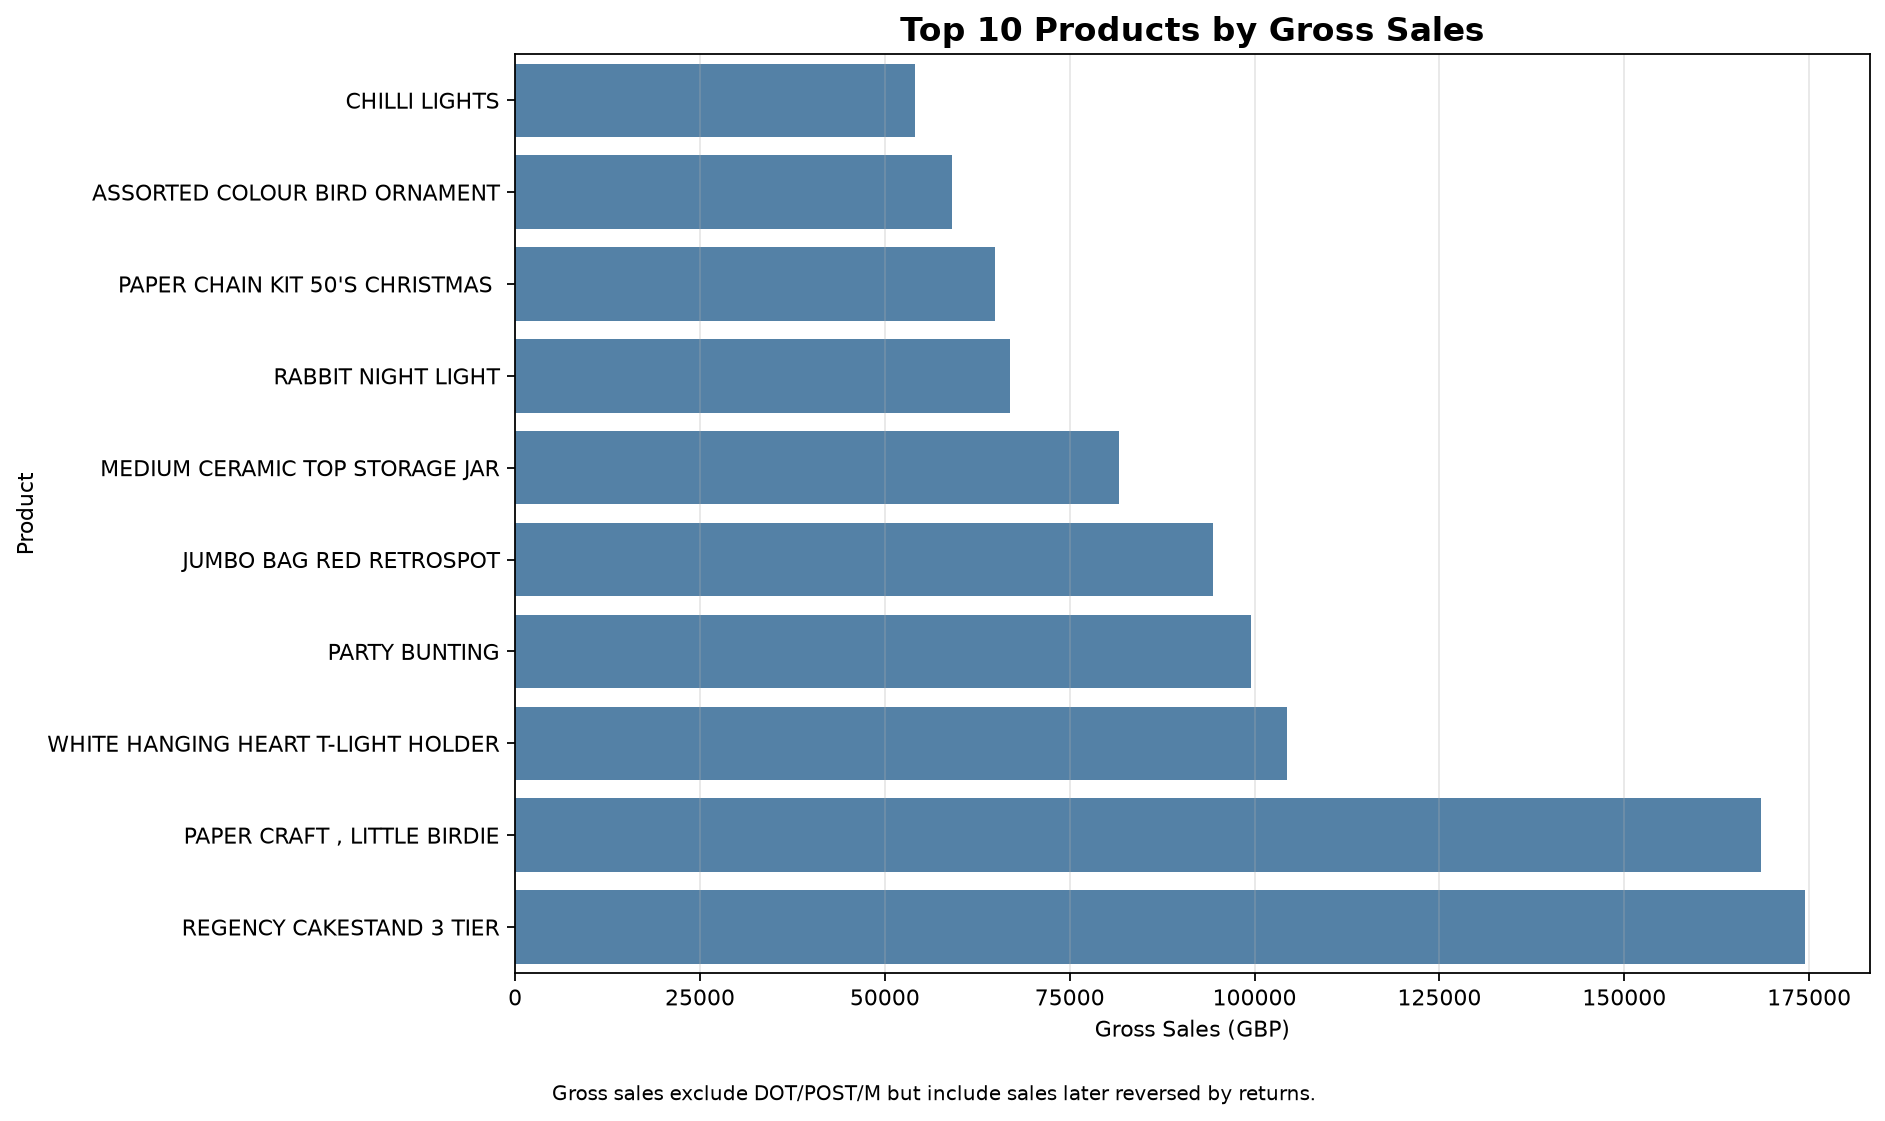 Top 10 Products by Gross Sales
CHILLI LIGHTS
ASSORTED COLOUR BIRD ORNAMENT
PAPER CHAIN KIT 50'S CHRISTMAS
RABBIT NIGHT LIGHT
MEDIUM CERAMIC TOP STORAGE JAR
JUMBO BAG RED RETROSPOT
PARTY BUNTING
WHITE HANGING HEART T-LIGHT HOLDER
PAPER CRAFT , LITTLE BIRDIE
REGENCY CAKESTAND 3 TIER
Product
0 25000 50000 75000 100000 125000 150000 175000
Gross Sales (GBP)
Gross sales exclude DOT/POST/M but include sales later reversed by returns.